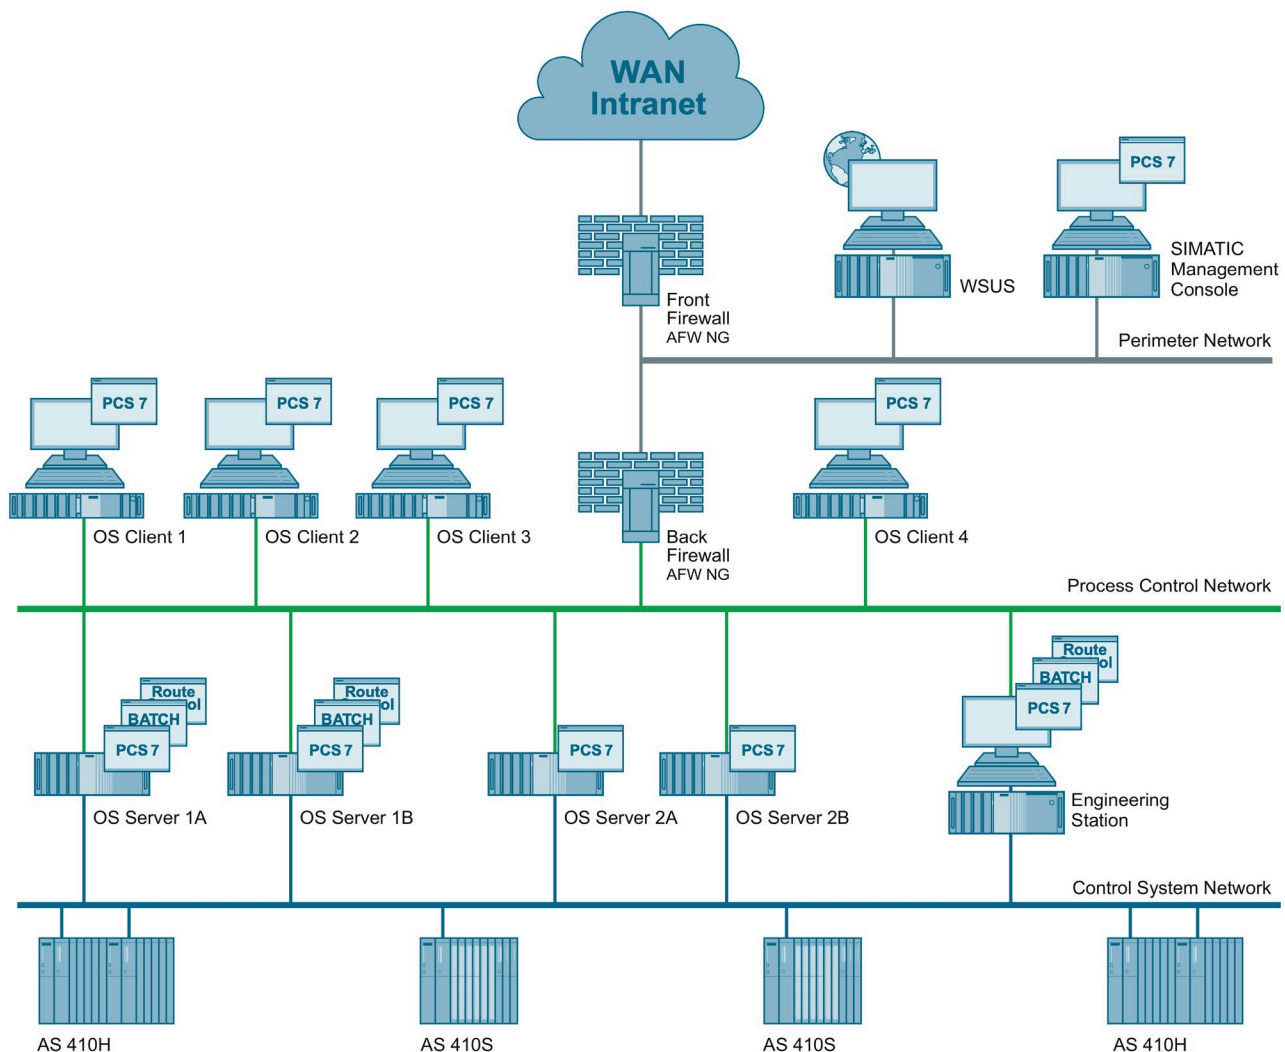 WAN
Intranet
PCS 7
SIMATIC
Management
Console
WSUS
Front
Firewall
AFW NG
Perimeter Network
PCS 7
PCS 7
PCS 7
PCS 7
OS Client 1
OS Client 2
OS Client 3
Back
Firewall
AFW NG
OS Client 4
Process Control Network
Route
ol
BATCH
PCS 7
Route
ol
BATCH
PCS 7
PCS 7
PCS 7
Route
ol
BATCH
PCS 7
OS Server 1A
OS Server 1B
OS Server 2A
OS Server 2B
Engineering
Station
Control System Network
AS 410H
AS 410S
AS 410S
AS 410H